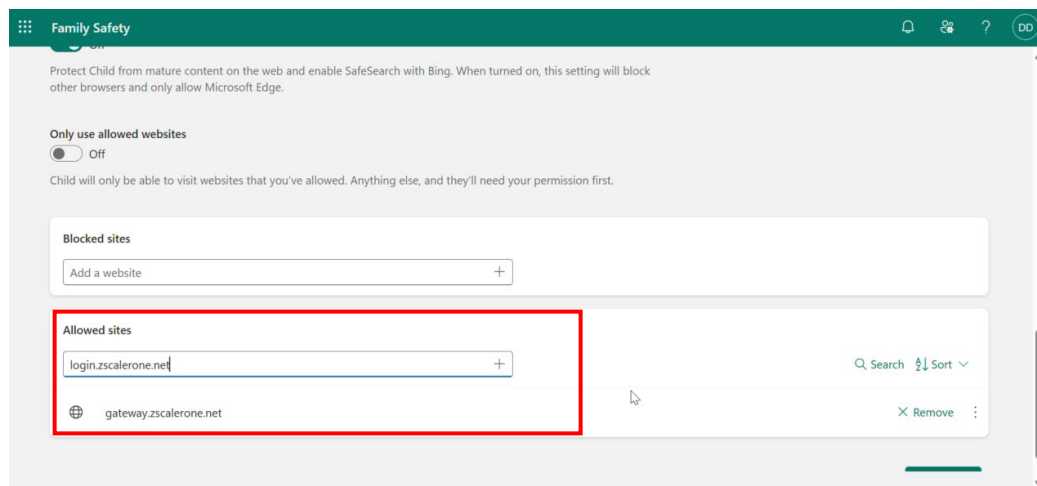 Family Safety
DD
Protect Child from mature content on the web and enable SafeSearch with Bing. When turned on, this setting will block
other browsers and only allow Microsoft Edge.
Only use allowed websites
Off
Child will only be able to visit websites that you've allowed. Anything else, and they'll need your permission first.
Blocked sites
Add a website
Allowed sites
login.zscalerone.net
Search Sort
gateway.zscalerone.net
Remove